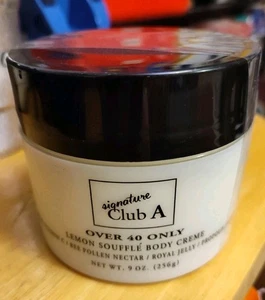 signature
Club A
OVER 40 ONLY
LEMON SOUFFLÉ BODY CREME
/ BEE POLLEN NECTAR / ROYAL JELLY /
NET WT. 9 OZ. (256g)